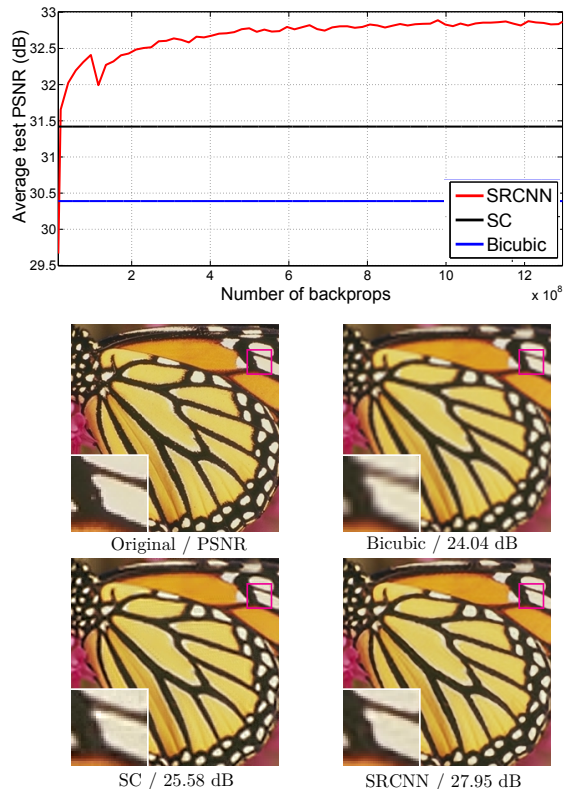 Average test PSNR (dB)
33
32.5
32
31.5
31
30.5
30
29.5
2
4
6
8
10
12
× 10^8
Number of backprops
SRCNN
SC
Bicubic
Original / PSNR
Bicubic / 24.04 dB
SC / 25.58 dB
SRCNN / 27.95 dB